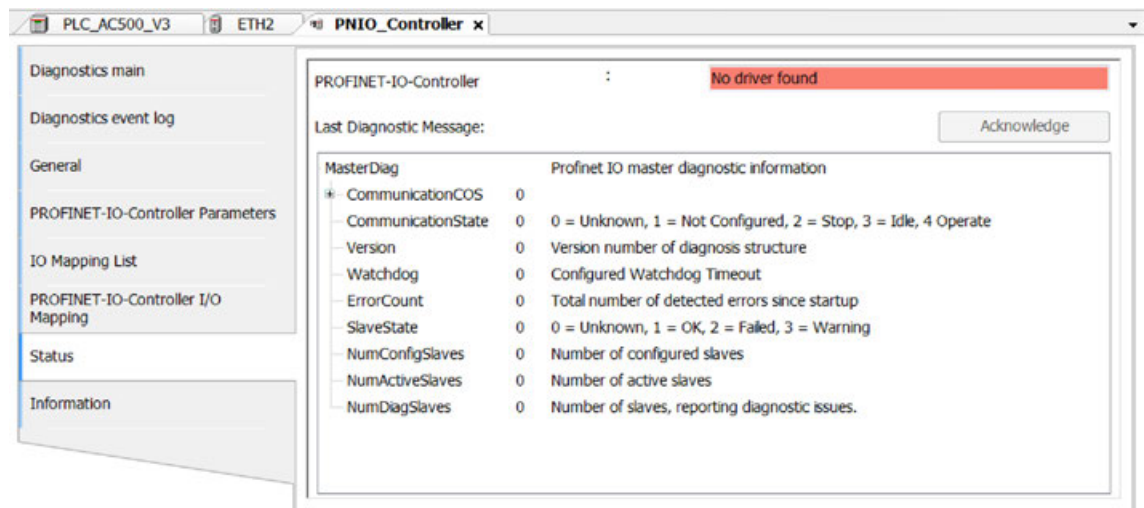 PLC_AC500_V3 ETH2 PNIO_Controller x
Diagnostics main
Diagnostics event log
General
PROFINET-IO-Controller Parameters
IO Mapping List
PROFINET-IO-Controller I/O
Mapping
Status
Information
PROFINET-IO-Controller : No driver found
Last Diagnostic Message: Acknowledge
MasterDiag Profinet IO master diagnostic information
CommunicationCOS 0
CommunicationState 0 0 = Unknown, 1 = Not Configured, 2 = Stop, 3 = Idle, 4 Operate
Version 0 Version number of diagnosis structure
Watchdog 0 Configured Watchdog Timeout
ErrorCount 0 Total number of detected errors since startup
SlaveState 0 0 = Unknown, 1 = OK, 2 = Failed, 3 = Warning
NumConfigSlaves 0 Number of configured slaves
NumActiveSlaves 0 Number of active slaves
NumDiagSlaves 0 Number of slaves, reporting diagnostic issues.